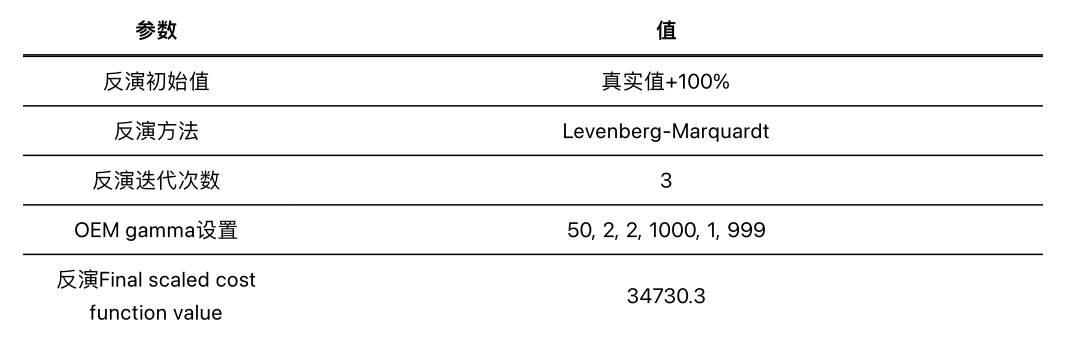 参数 值
反演初始值 真实值+100%
反演方法 Levenberg-Marquardt
反演迭代次数 3
OEM gamma设置 50, 2, 2, 1000, 1, 999
反演Final scaled cost
function value 34730.3